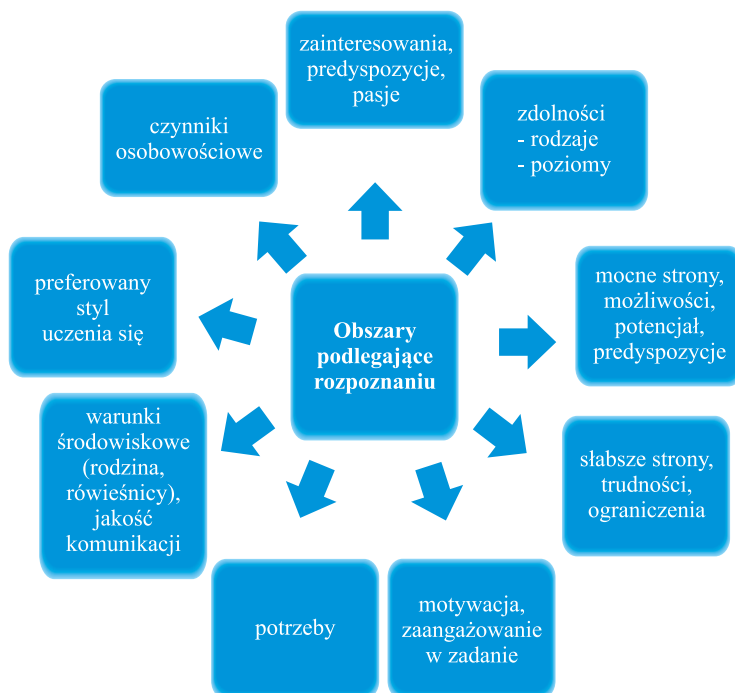 zainteresowania,
predyspozycje,
pasje
zdolności
- rodzaje
- poziomy
mocne strony,
możliwości,
potencjał,
predyspozycje
słabsze strony,
trudności,
ograniczenia
motywacja,
zaangażowanie
w zadanie
potrzeby
warunki
środowiskowe
(rodzina,
rówieśnicy),
jakość
komunikacji
preferowany
styl
uczenia się
czynniki
osobowościowe
Obszary
podlegające
rozpoznaniu